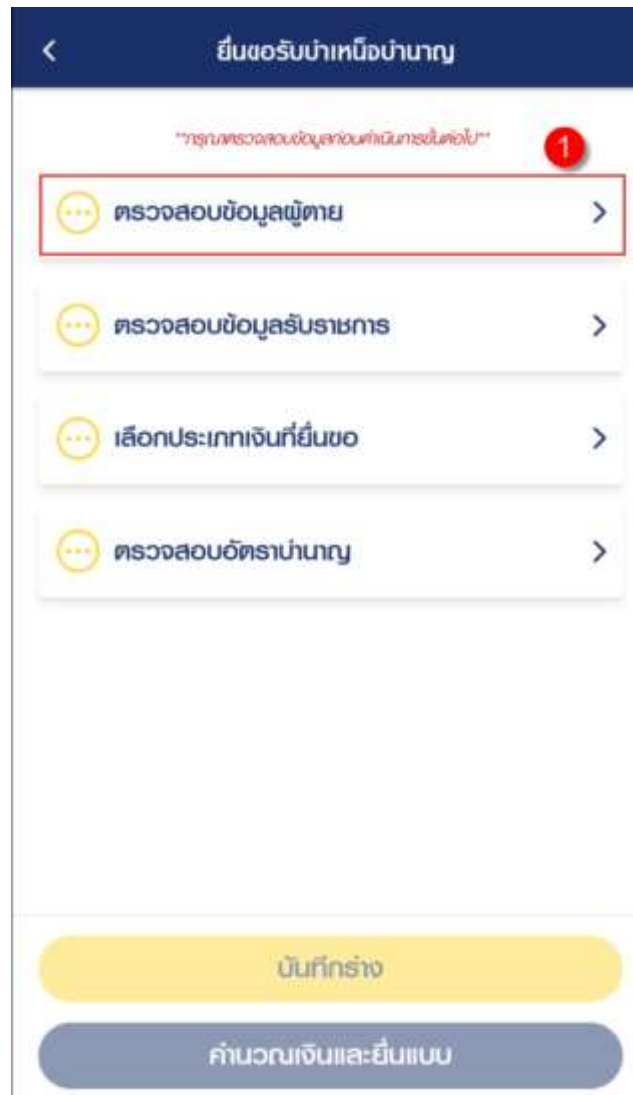 ยื่นขอรับบำเหน็จบำนาญ
**กรุณาตรวจสอบข้อมูลก่อนดำเนินการขั้นต่อไป**
1
ตรวจสอบข้อมูลผู้ตาย
ตรวจสอบข้อมูลรับราชการ
เลือกประเภทเงินที่ยื่นขอ
ตรวจสอบอัตราบำนาญ
บันทึกร่าง
คำนวณเงินและยื่นแบบ